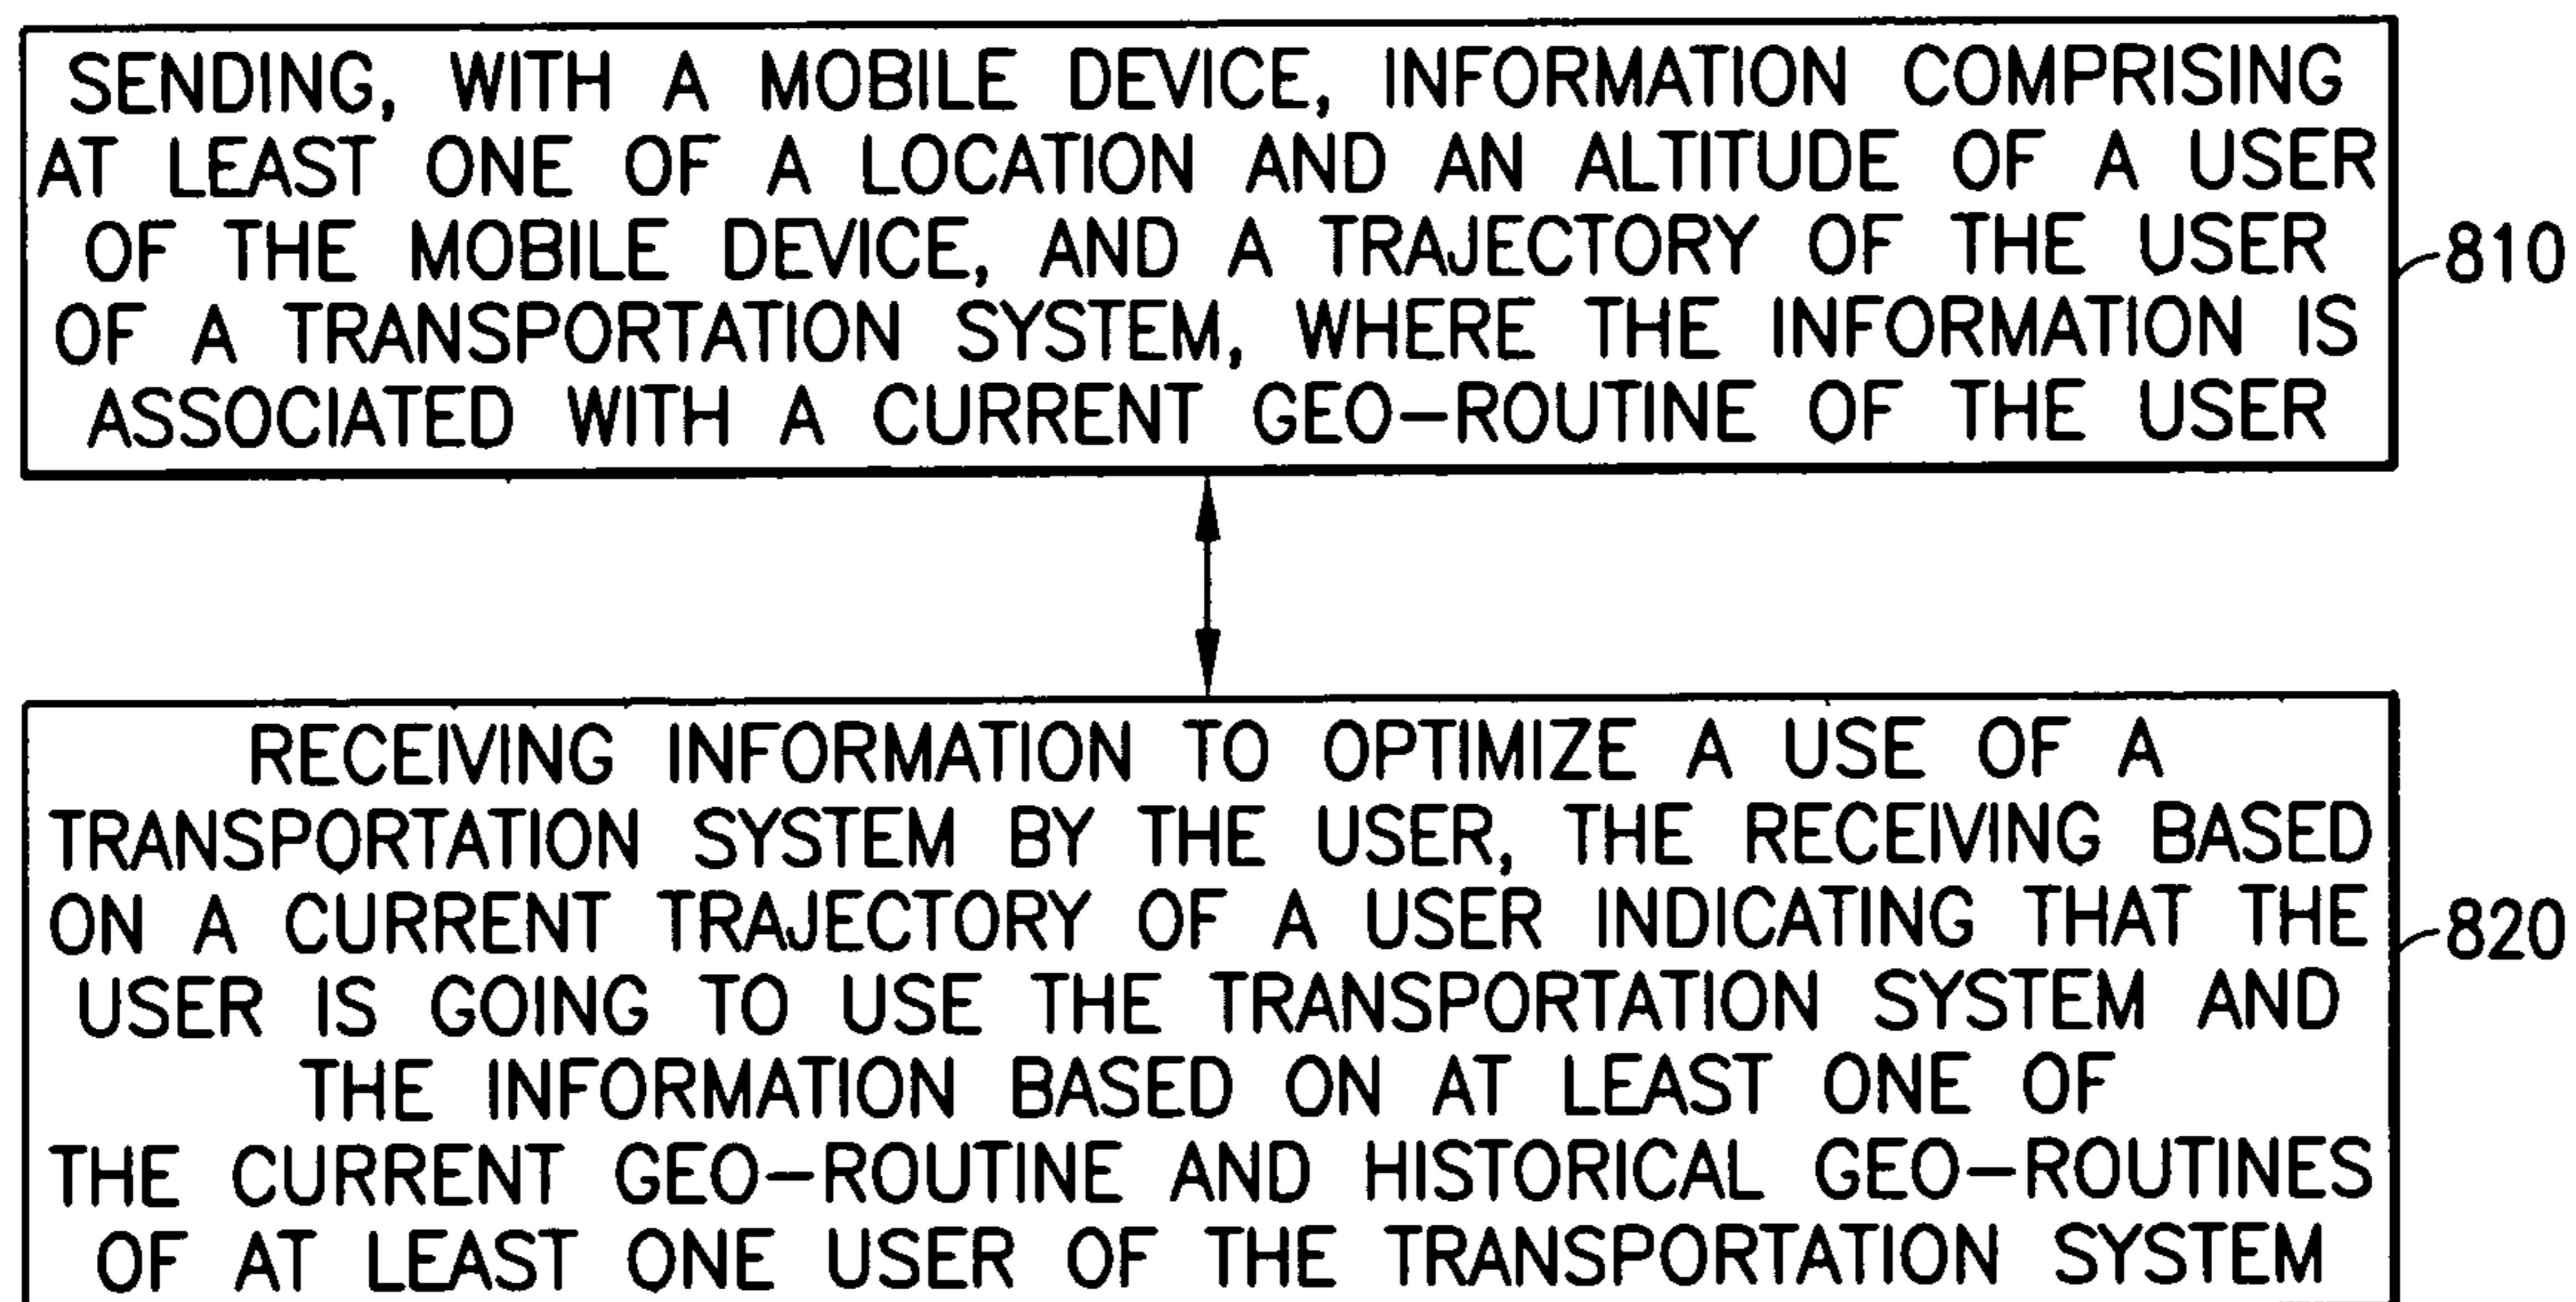 SENDING, WITH A MOBILE DEVICE, INFORMATION COMPRISING
AT LEAST ONE OF A LOCATION AND AN ALTITUDE OF A USER
OF THE MOBILE DEVICE, AND A TRAJECTORY OF THE USER
OF A TRANSPORTATION SYSTEM, WHERE THE INFORMATION IS
ASSOCIATED WITH A CURRENT GEO-ROUTINE OF THE USER
810
RECEIVING INFORMATION TO OPTIMIZE A USE OF A
TRANSPORTATION SYSTEM BY THE USER, THE RECEIVING BASED
ON A CURRENT TRAJECTORY OF A USER INDICATING THAT THE
USER IS GOING TO USE THE TRANSPORTATION SYSTEM AND
THE INFORMATION BASED ON AT LEAST ONE OF
THE CURRENT GEO-ROUTINE AND HISTORICAL GEO-ROUTINES
OF AT LEAST ONE USER OF THE TRANSPORTATION SYSTEM
820